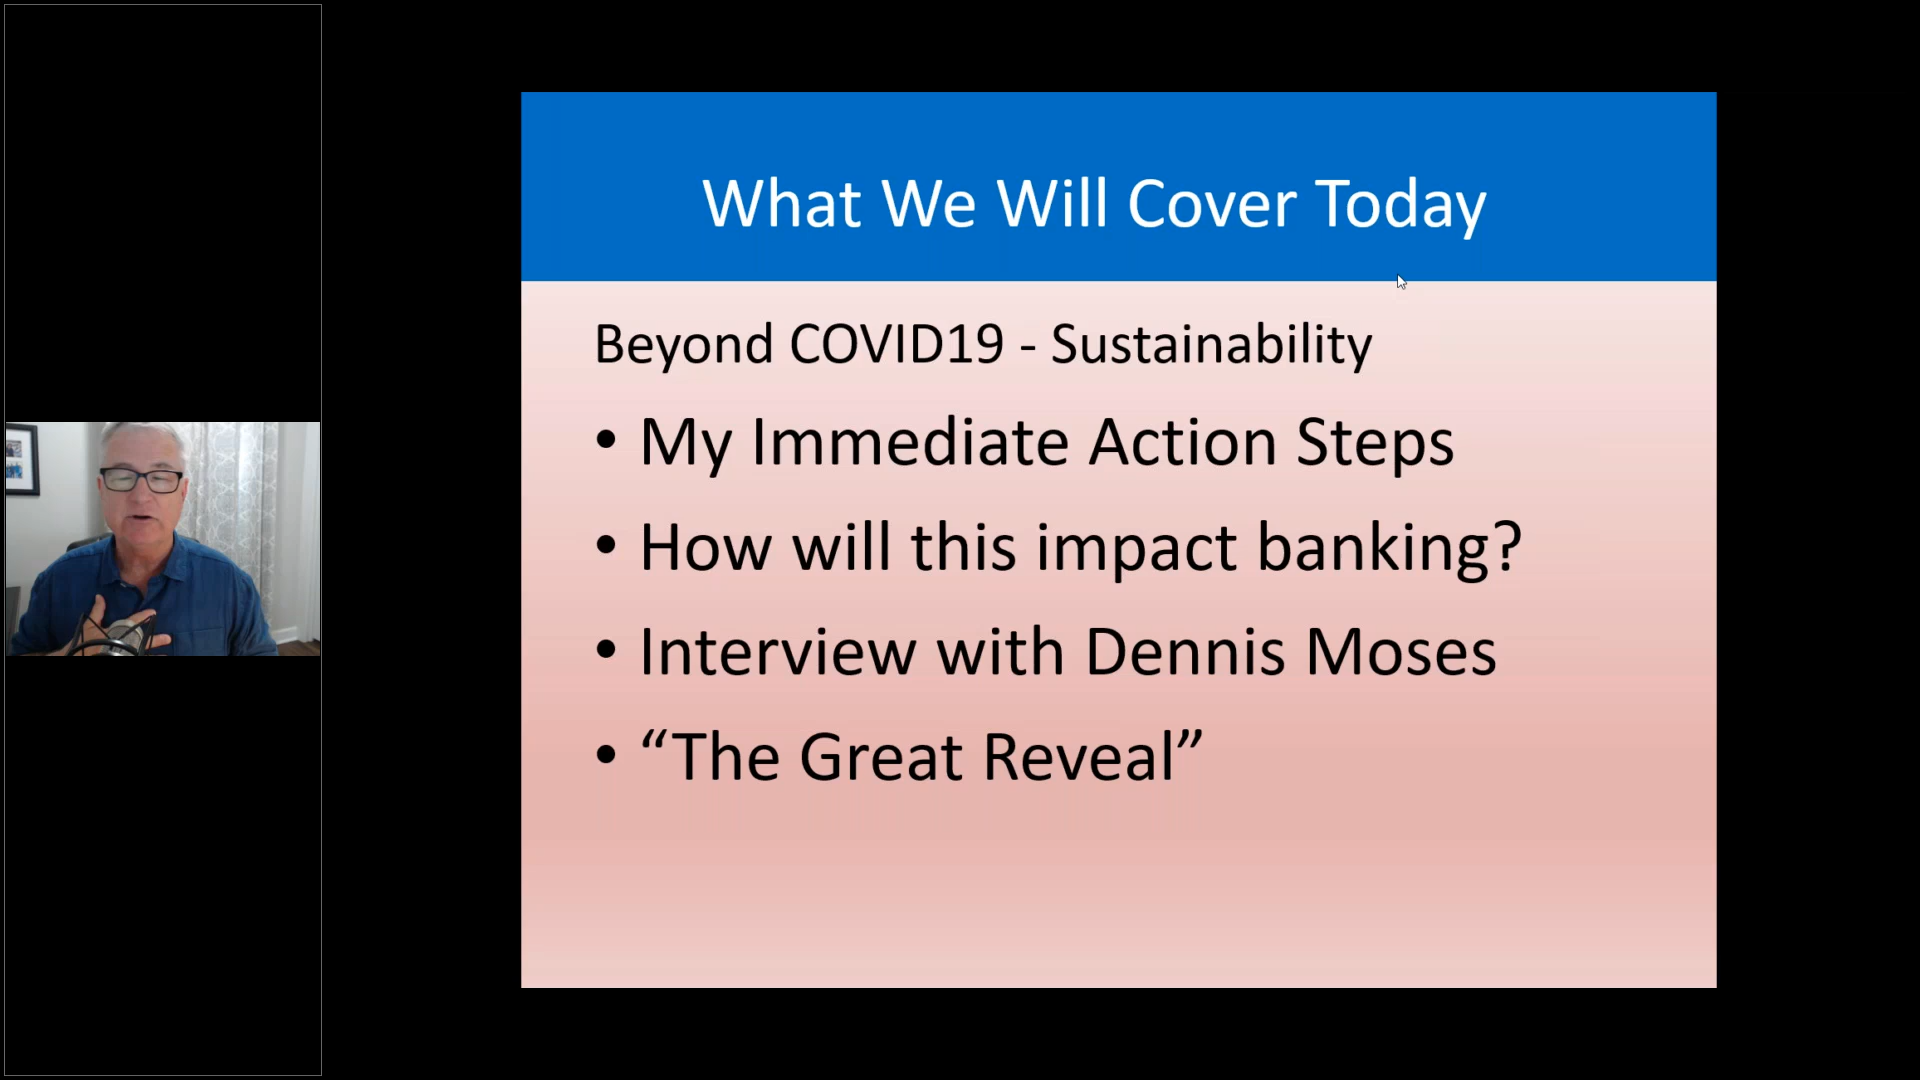 What We Will Cover Today
Beyond COVID19 - Sustainability
• My Immediate Action Steps
• How will this impact banking?
• Interview with Dennis Moses
• “The Great Reveal”